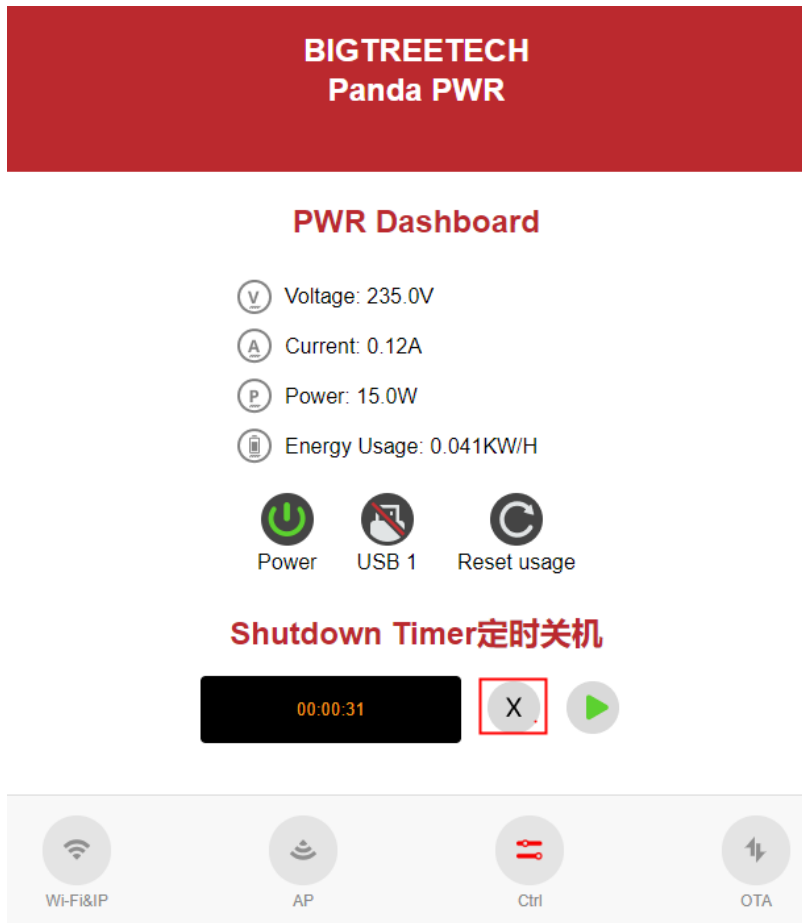 BIGTREETECH
Panda PWR
PWR Dashboard
V Voltage: 235.0V
A Current: 0.12A
P Power: 15.0W
Energy Usage: 0.041KW/H
Power USB 1 Reset usage
Shutdown Timer定时关机
00:00:31 X
Wi-Fi&IP AP Ctrl OTA